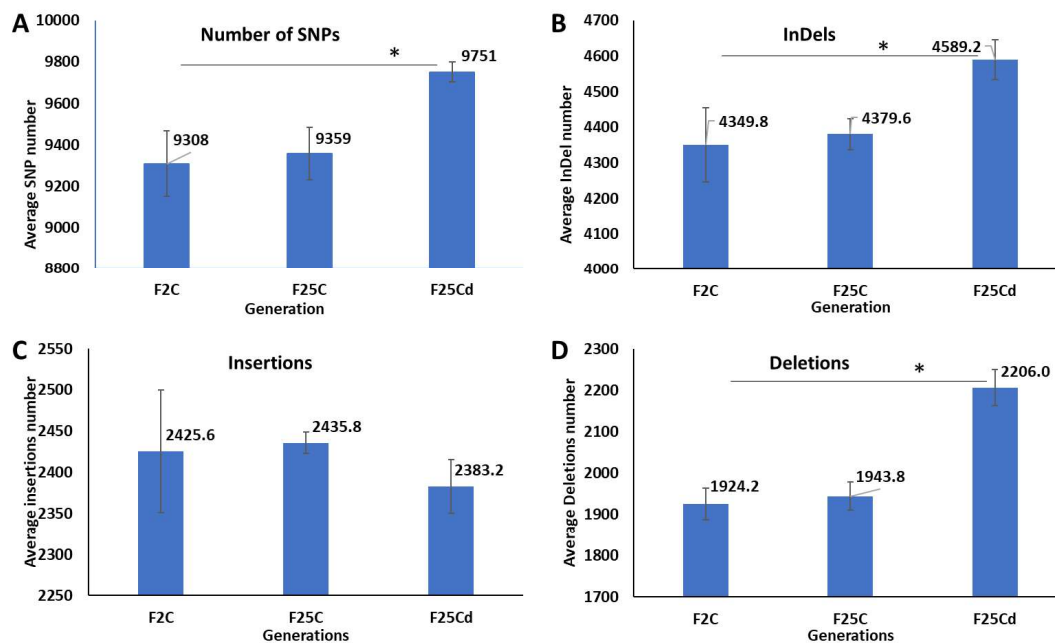 A
Number of SNPs
*
Average SNP number
10000
9800
9600
9400
9200
9000
8800
9308
9359
9751
F2C
F25C
F25Cd
Generation
B
InDels
*
Average InDel number
4700
4600
4500
4400
4300
4200
4100
4000
4349.8
4379.6
4589.2
F2C
F25C
F25Cd
Generation
C
Insertions
Average insertions number
2550
2500
2450
2400
2350
2300
2250
2425.6
2435.8
2383.2
F2C
F25C
F25Cd
Generations
D
Deletions
*
Average Deletions number
2300
2200
2100
2000
1900
1800
1700
1924.2
1943.8
2206.0
F2C
F25C
F25Cd
Generations